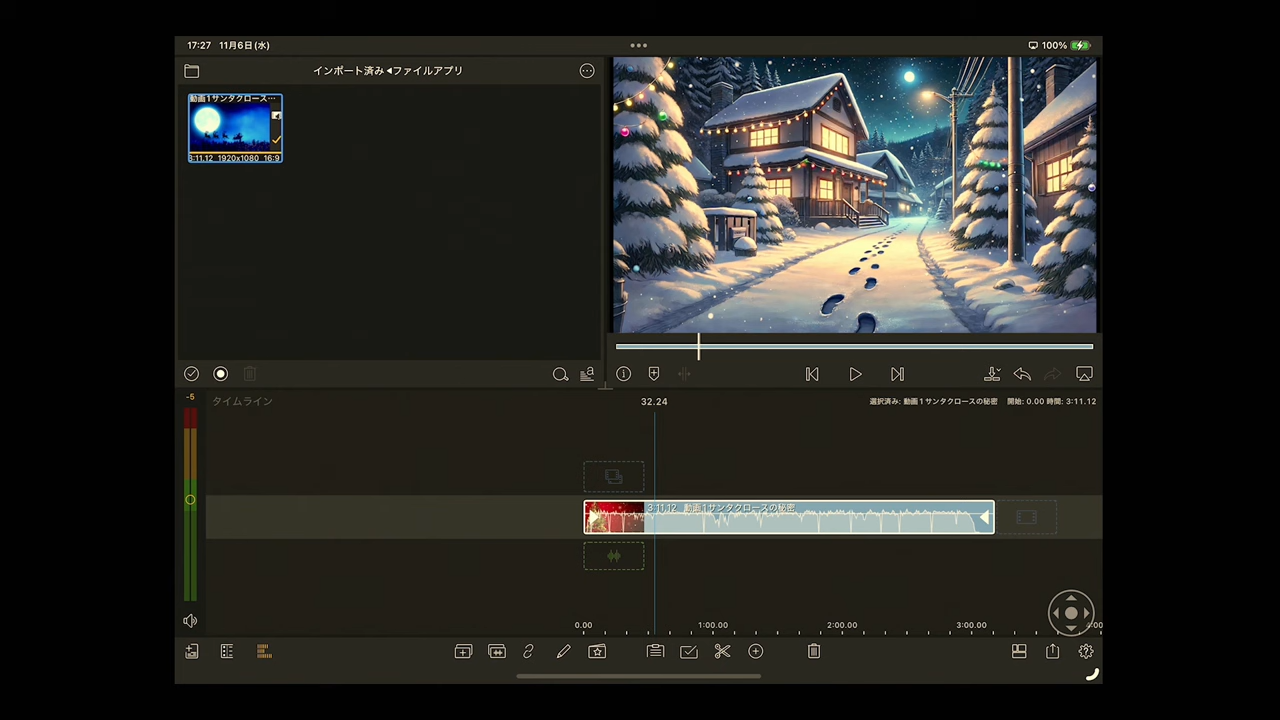 17:27 11月6日(水)
100%
インポート済み◂ファイルアプリ
動画1サンタクロース…
3:11.12 1920x1080 16:9
-5
タイムライン
32.24
選択済み: 動画1サンタクロースの秘密 開始: 0.00 時間: 3:11.12
3:11.12 動画1サンタクロースの秘密
0.00
1:00.00
2:00.00
3:00.00
4:00